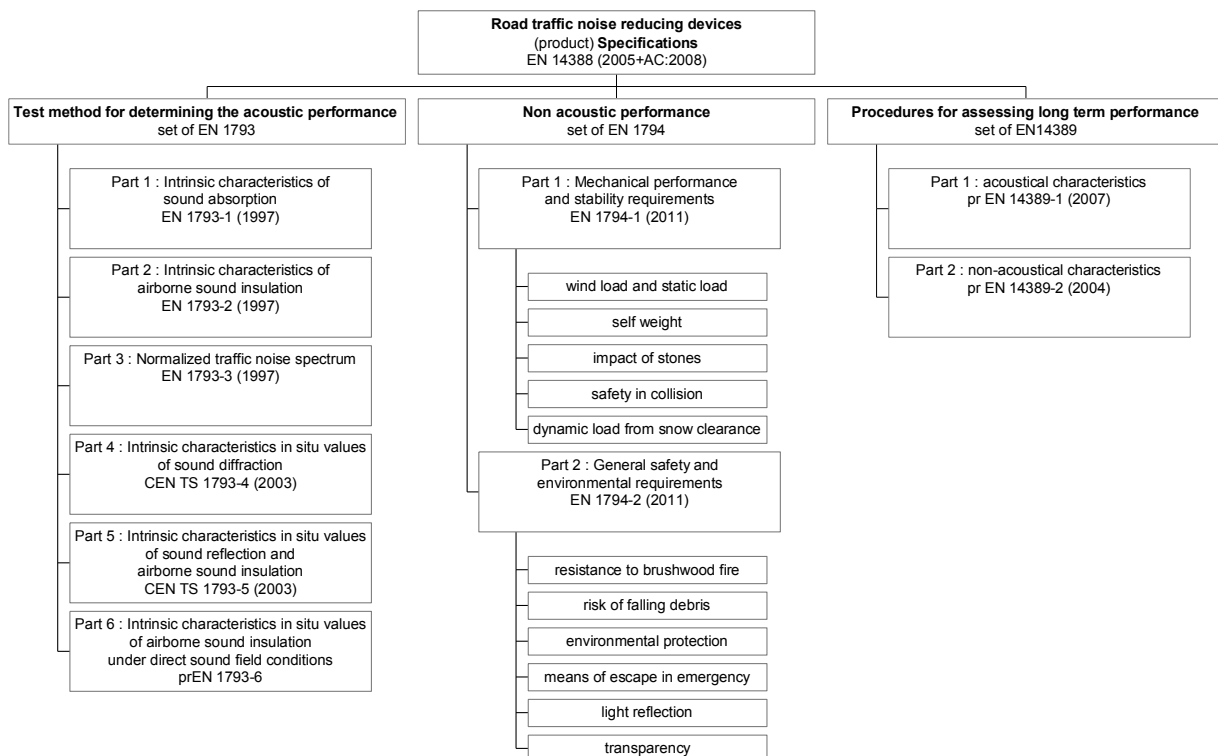 Road traffic noise reducing devices
(product) Specifications
EN 14388 (2005+AC:2008)
Test method for determining the acoustic performance
set of EN 1793
Part 1 : Intrinsic characteristics of
sound absorption
EN 1793-1 (1997)
Part 2 : Intrinsic characteristics of
airborne sound insulation
EN 1793-2 (1997)
Part 3 : Normalized traffic noise spectrum
EN 1793-3 (1997)
Part 4 : Intrinsic characteristics in situ values
of sound diffraction
CEN TS 1793-4 (2003)
Part 5 : Intrinsic characteristics in situ values
of sound reflection and
airborne sound insulation
CEN TS 1793-5 (2003)
Part 6 : Intrinsic characteristics in situ values
of airborne sound insulation
under direct sound field conditions
prEN 1793-6
Non acoustic performance
set of EN 1794
Part 1 : Mechanical performance
and stability requirements
EN 1794-1 (2011)
wind load and static load
self weight
impact of stones
safety in collision
dynamic load from snow clearance
Part 2 : General safety and
environmental requirements
EN 1794-2 (2011)
resistance to brushwood fire
risk of falling debris
environmental protection
means of escape in emergency
light reflection
transparency
Procedures for assessing long term performance
set of EN14389
Part 1 : acoustical characteristics
pr EN 14389-1 (2007)
Part 2 : non-acoustical characteristics
pr EN 14389-2 (2004)